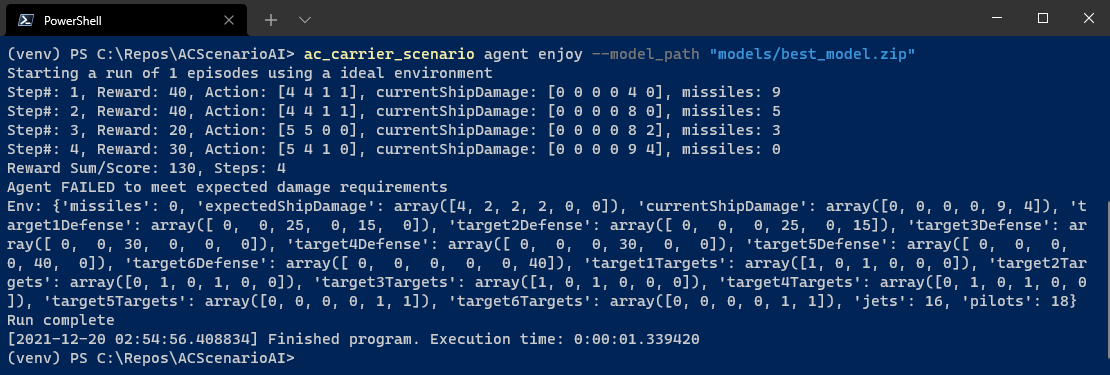 PowerShell
(venv) PS C:\Repos\ACScenarioAI> ac_carrier_scenario agent enjoy --model_path "models/best_model.zip"
Starting a run of 1 episodes using a ideal environment
Step#: 1, Reward: 40, Action: [4 4 1 1], currentShipDamage: [0 0 0 0 4 0], missiles: 9
Step#: 2, Reward: 40, Action: [4 4 1 1], currentShipDamage: [0 0 0 0 8 0], missiles: 5
Step#: 3, Reward: 20, Action: [5 5 0 0], currentShipDamage: [0 0 0 0 8 2], missiles: 3
Step#: 4, Reward: 30, Action: [5 4 1 0], currentShipDamage: [0 0 0 0 9 4], missiles: 0
Reward Sum/Score: 130, Steps: 4
Agent FAILED to meet expected damage requirements
Env: {'missiles': 0, 'expectedShipDamage': array([4, 2, 2, 2, 0, 0]), 'currentShipDamage': array([0, 0, 0, 0, 9, 4]), 't
arget1Defense': array([ 0,  0, 25,  0, 15,  0]), 'target2Defense': array([ 0,  0,  0, 25,  0, 15]), 'target3Defense': ar
ray([ 0,  0, 30,  0,  0,  0]), 'target4Defense': array([ 0,  0,  0, 30,  0,  0]), 'target5Defense': array([ 0,  0,  0,
0, 40,  0]), 'target6Defense': array([ 0,  0,  0,  0,  0, 40]), 'target1Targets': array([1, 0, 1, 0, 0, 0]), 'target2Tar
gets': array([0, 1, 0, 1, 0, 0]), 'target3Targets': array([1, 0, 1, 0, 0, 0]), 'target4Targets': array([0, 1, 0, 1, 0, 0
]), 'target5Targets': array([0, 0, 0, 0, 1, 1]), 'target6Targets': array([0, 0, 0, 0, 1, 1]), 'jets': 16, 'pilots': 18}
Run complete
[2021-12-20 02:54:56.408834] Finished program. Execution time: 0:00:01.339420
(venv) PS C:\Repos\ACScenarioAI>